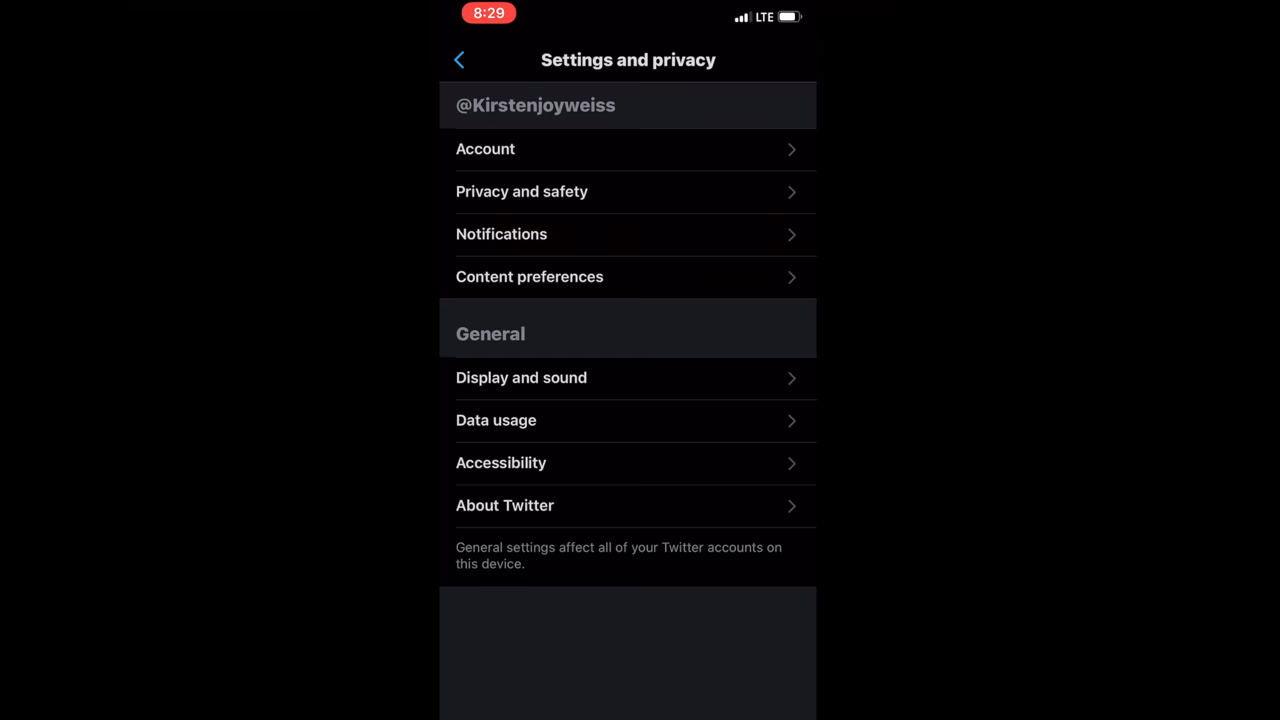 8:29
LTE
Settings and privacy
@Kirstenjoyweiss
Account
Privacy and safety
Notifications
Content preferences
General
Display and sound
Data usage
Accessibility
About Twitter
General settings affect all of your Twitter accounts on
this device.